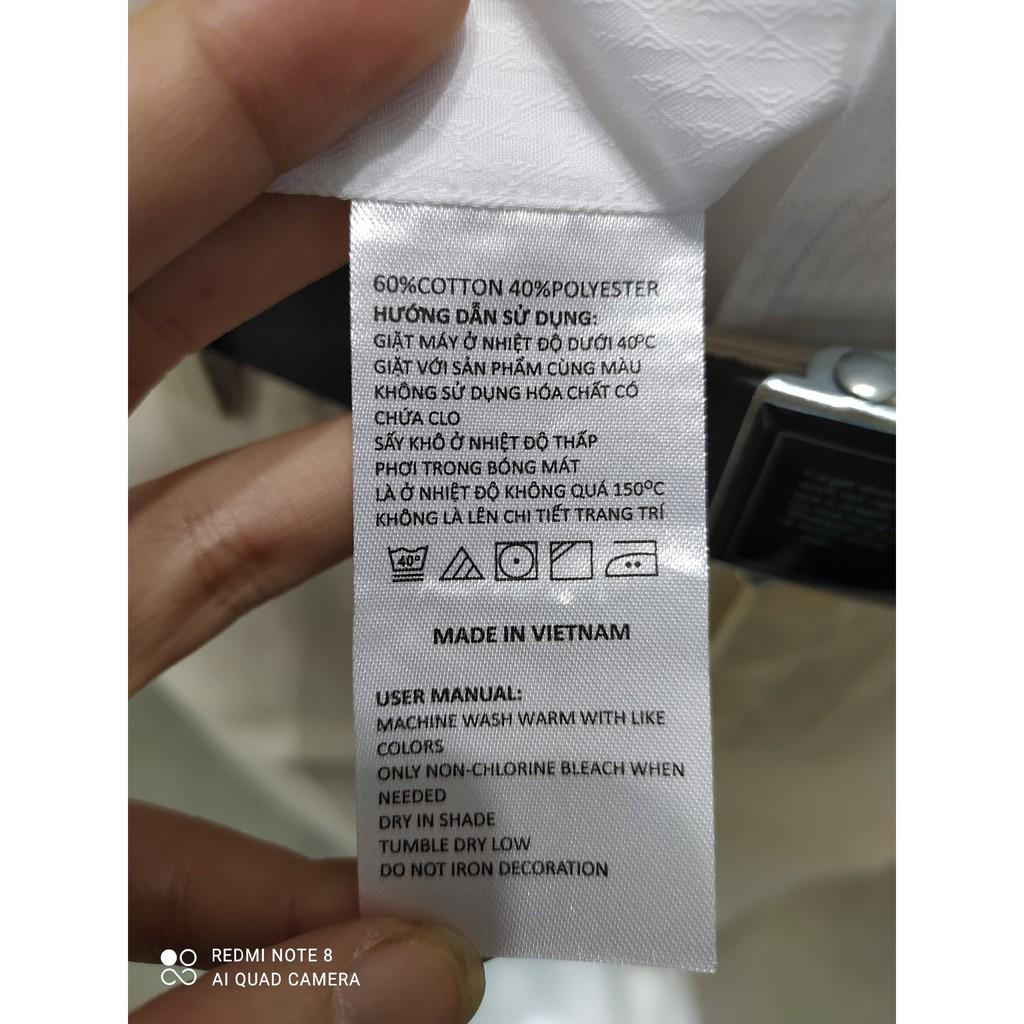 60%COTTON 40%POLYESTER
HƯỚNG DẪN SỬ DỤNG:
GIẶT MÁY Ở NHIỆT ĐỘ DƯỚI 40ºC
GIẶT VỚI SẢN PHẨM CÙNG MÀU
KHÔNG SỬ DỤNG HÓA CHẤT CÓ
CHỨA CLO
SẤY KHÔ Ở NHIỆT ĐỘ THẤP
PHƠI TRONG BÓNG MÁT
LÀ Ở NHIỆT ĐỘ KHÔNG QUÁ 150ºC
KHÔNG LÀ LÊN CHI TIẾT TRANG TRÍ
40°
MADE IN VIETNAM
USER MANUAL:
MACHINE WASH WARM WITH LIKE
COLORS
ONLY NON-CHLORINE BLEACH WHEN
NEEDED
DRY IN SHADE
TUMBLE DRY LOW
DO NOT IRON DECORATION
REDMI NOTE 8
AI QUAD CAMERA